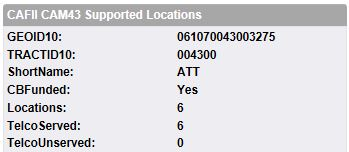 CAFII CAM43 Supported Locations
GEOID10: 061070043003275
TRACTID10: 004300
ShortName: ATT
CBFunded: Yes
Locations: 6
TelcoServed: 6
TelcoUnserved: 0